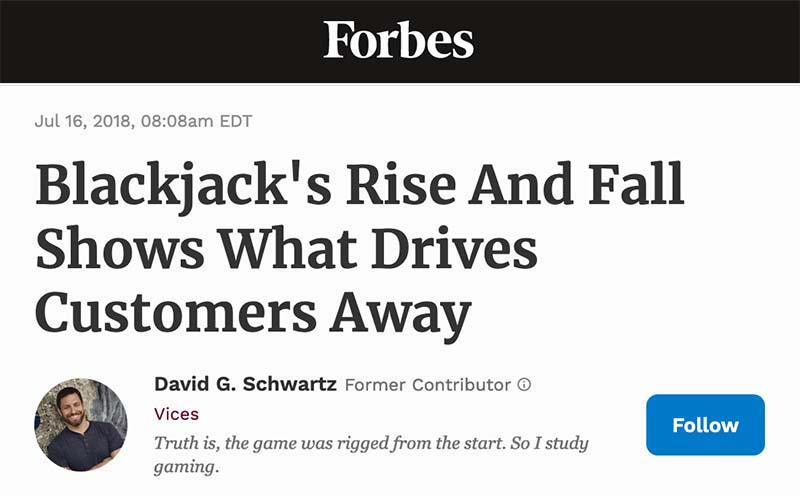 Forbes
Jul 16, 2018, 08:08am EDT
Blackjack's Rise And Fall
Shows What Drives
Customers Away
David G. Schwartz Former Contributor ⓘ
Vices
Truth is, the game was rigged from the start. So I study
gaming.
Follow